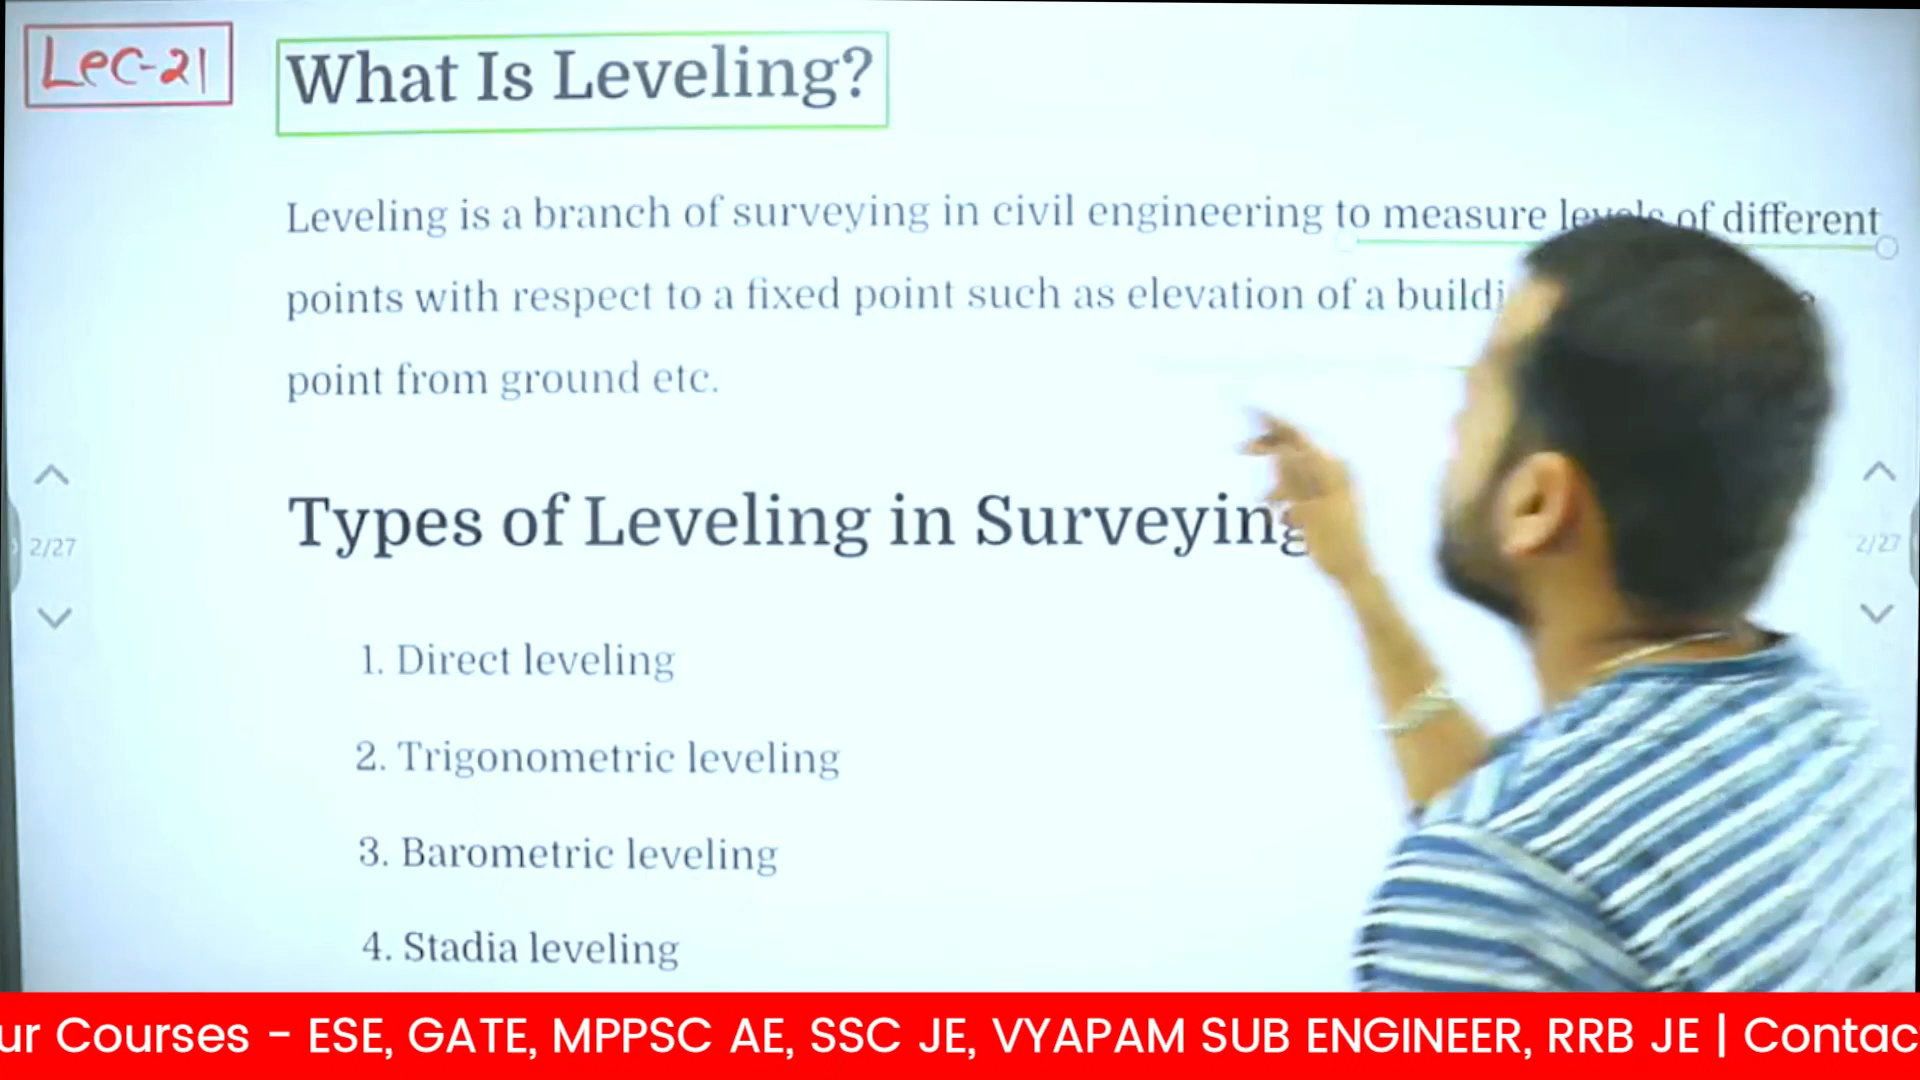 Lec-21
What Is Leveling?
Leveling is a branch of surveying in civil engineering to measure levels of different
points with respect to a fixed point such as elevation of a
point from ground etc.
Types of Leveling in Surveying
1. Direct leveling
2. Trigonometric leveling
3. Barometric leveling
4. Stadia leveling
2/27
2/27
ur Courses - ESE, GATE, MPPSC AE, SSC JE, VYAPAM SUB ENGINEER, RRB JE | Contac